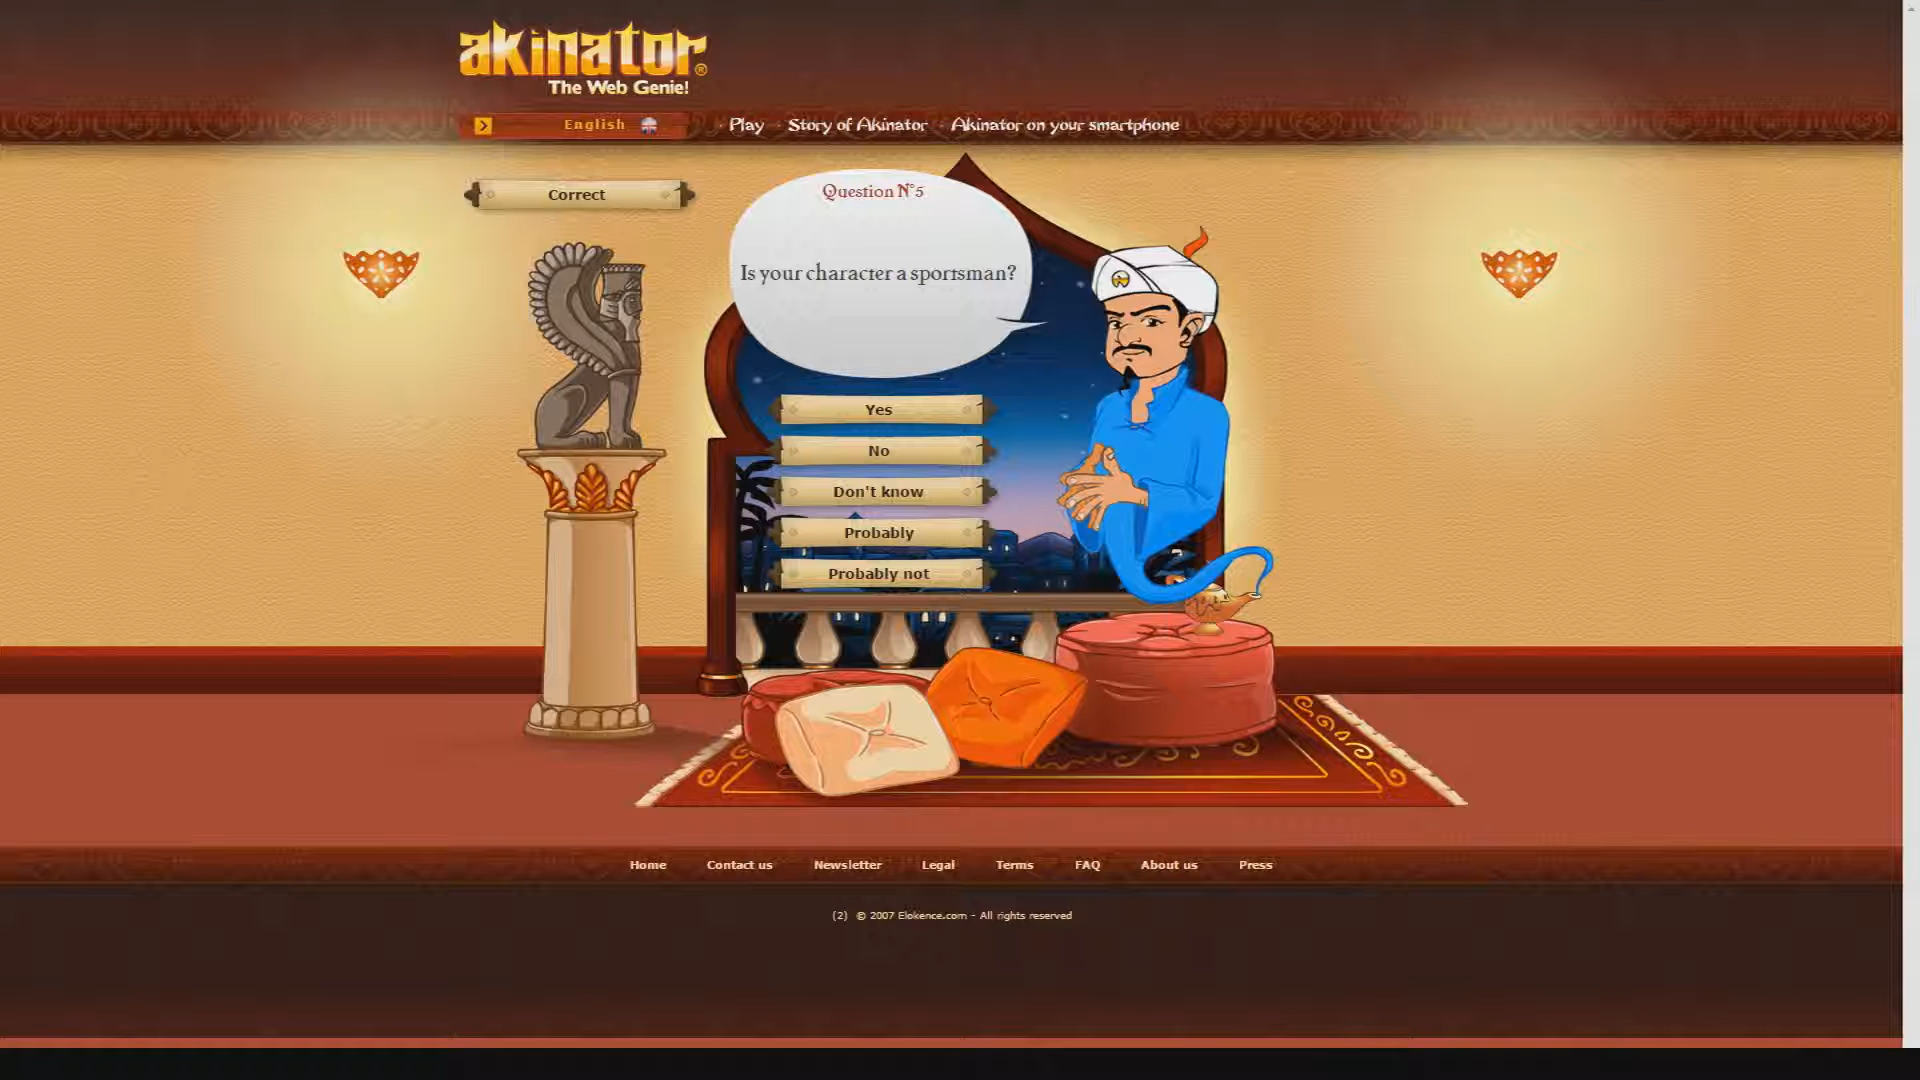 akinator®
The Web Genie!
English
Play
Story of Akinator
Akinator on your smartphone
Correct
Question N°5
Is your character a sportsman?
Yes
No
Don't know
Probably
Probably not
Home
Contact us
Newsletter
Legal
Terms
FAQ
About us
Press
(2) © 2007 Elokence.com - All rights reserved